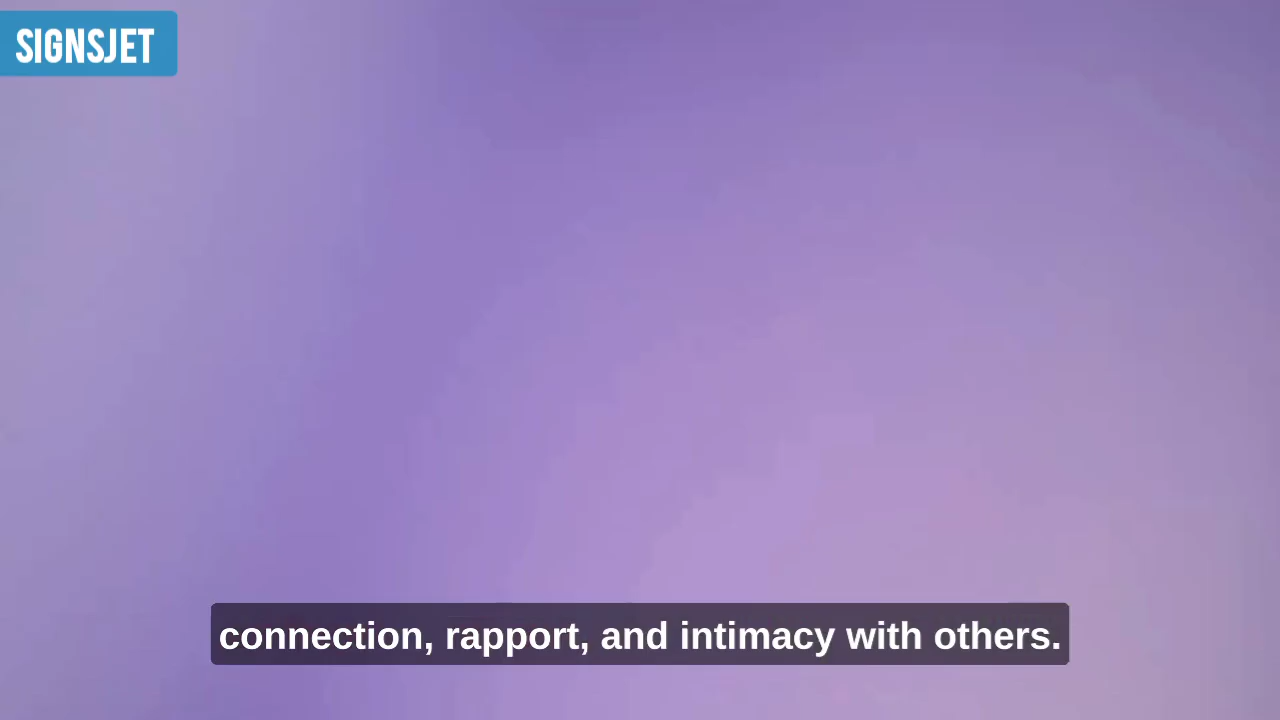 SIGNSJET
connection, rapport, and intimacy with others.